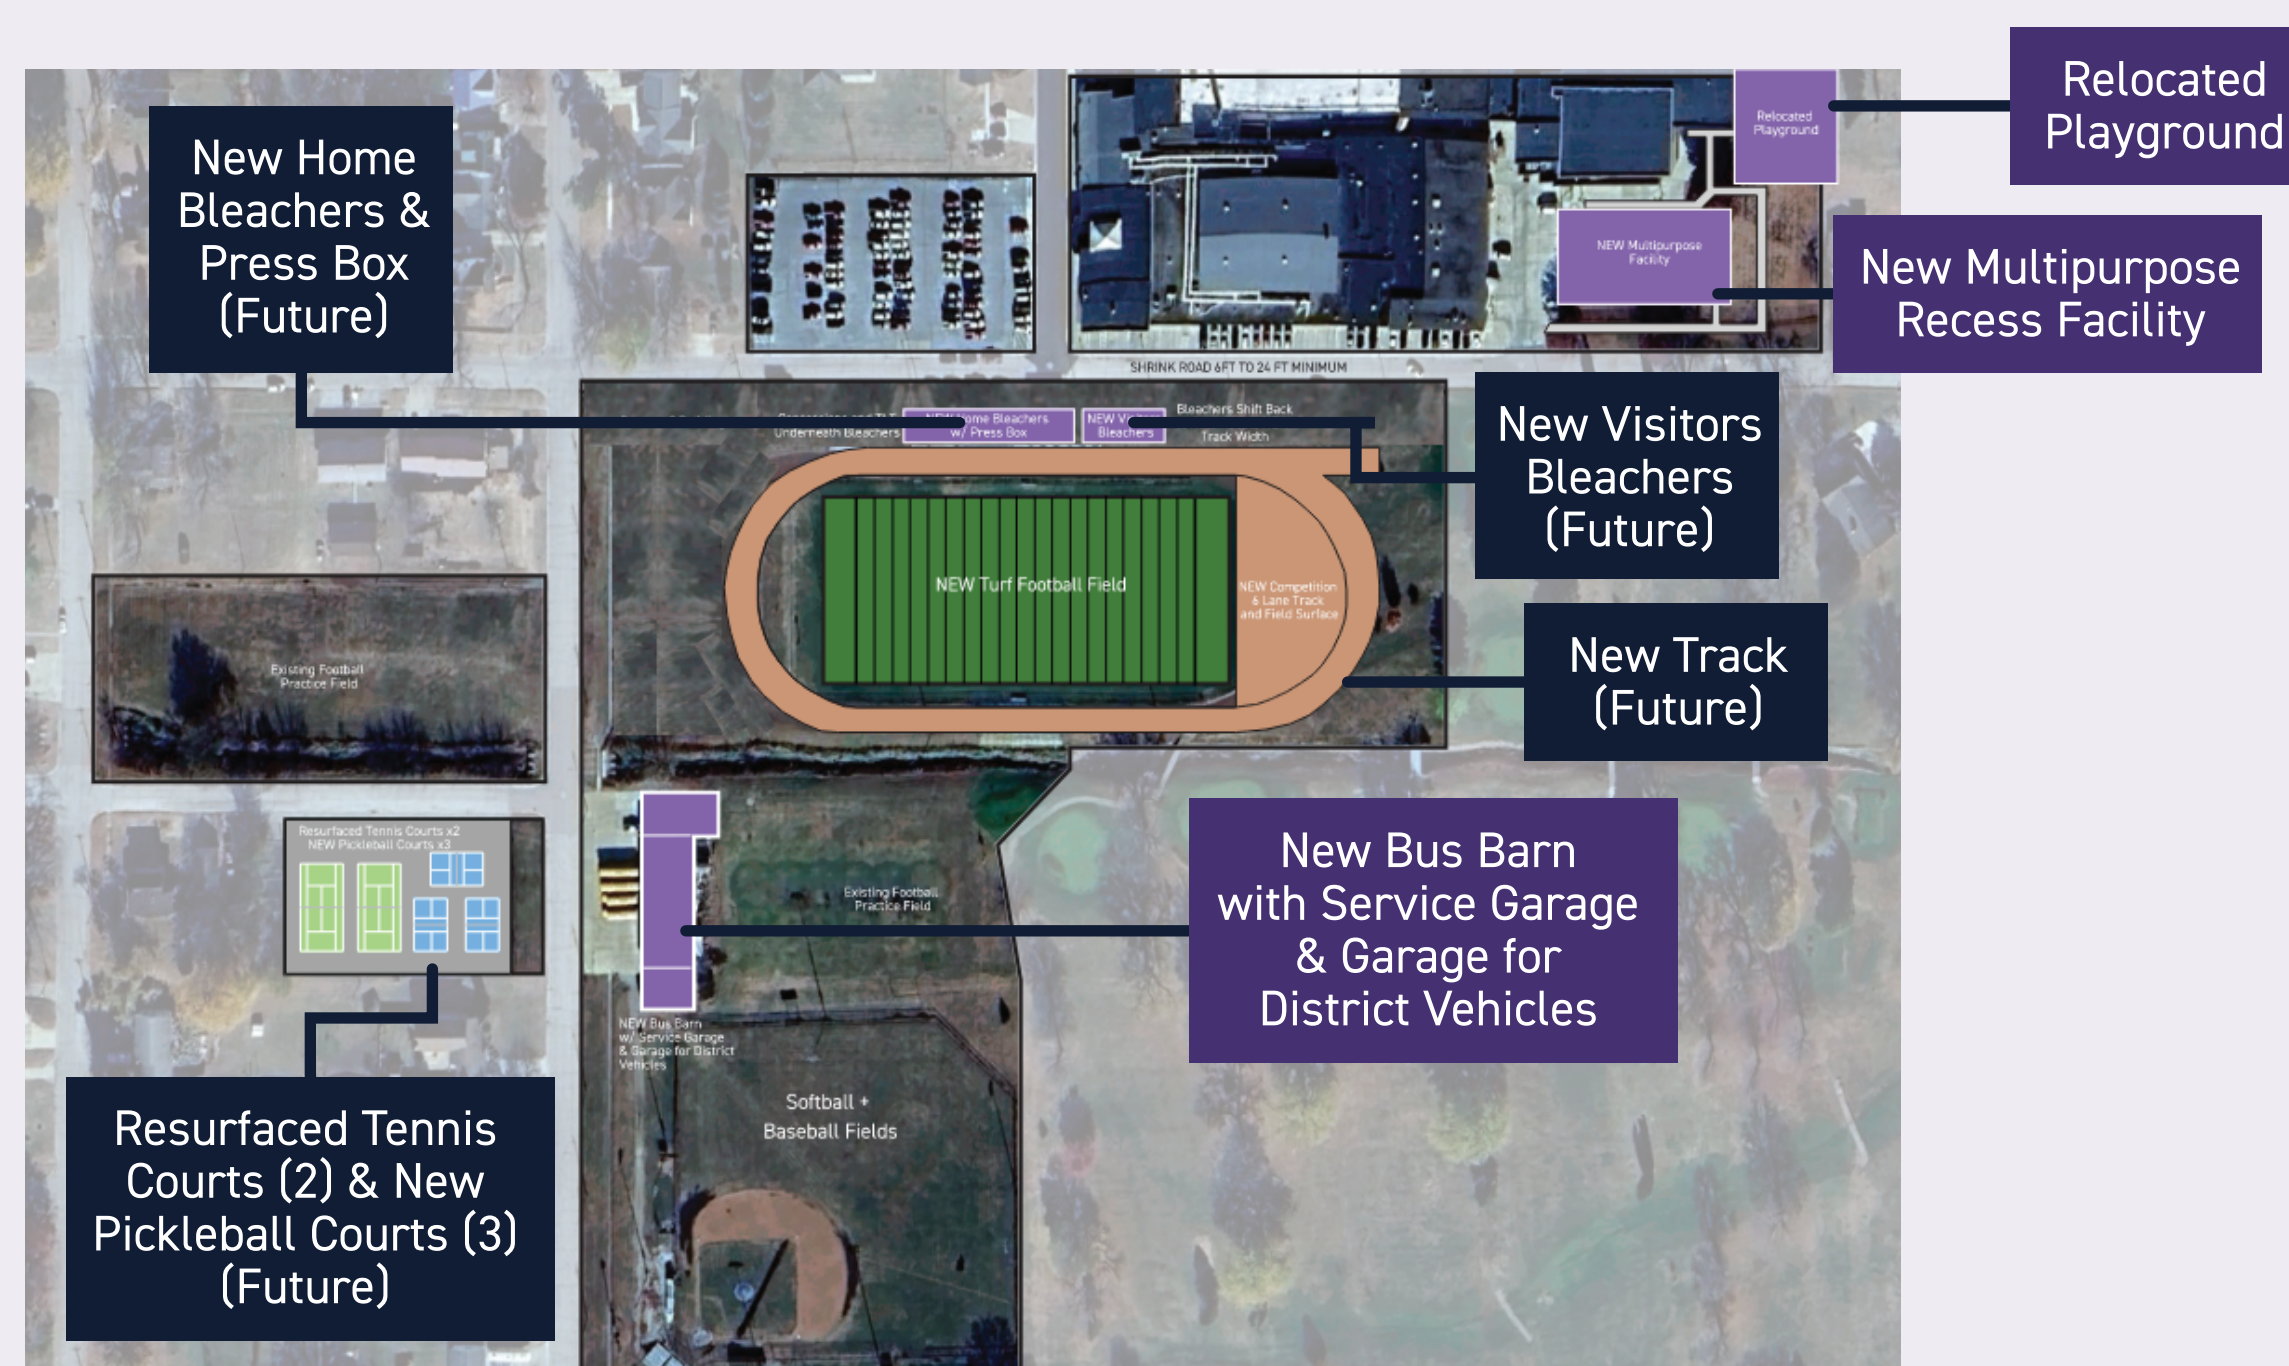 Relocated
Playground
New Home
Bleachers &
Press Box
(Future)
Relocated
Playground
NEW Multipurpose
Facility
New Multipurpose
Recess Facility
SHRINK ROAD 6FT TO 24 FT MINIMUM
Underneath Bleachers
Home Bleachers
w/ Press Box
NEW
Bleachers
Bleachers Shift Back
Track Width
New Visitors
Bleachers
(Future)
NEW Turf Football Field
NEW Competition
6 Lane Track
and Field Surface
New Track
(Future)
Existing Football
Practice Field
Resurfaced Tennis Courts x2
NEW Pickleball Courts x3
Existing Football
Practice Field
New Bus Barn
with Service Garage
& Garage for
District Vehicles
NEW Bus Barn
w/ Service Garage
& Garage for District
Vehicles
Softball +
Baseball Fields
Resurfaced Tennis
Courts (2) & New
Pickleball Courts (3)
(Future)